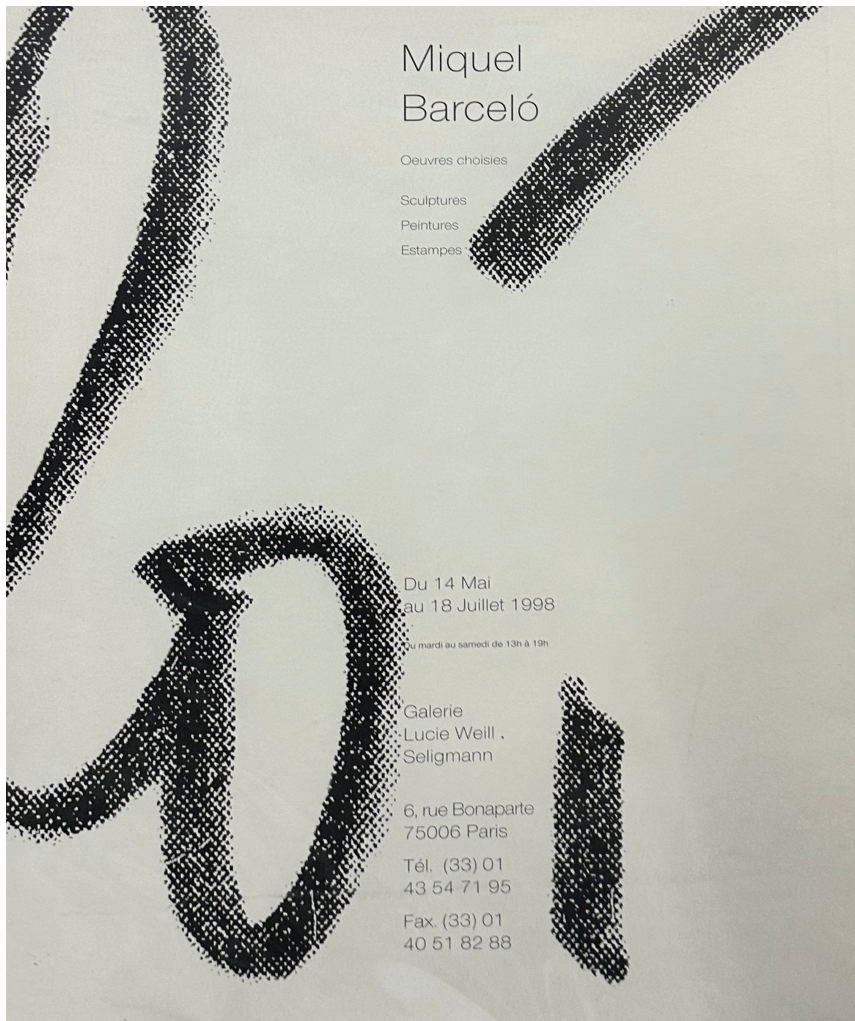 Miquel
Barceló
Oeuvres choisies
Sculptures
Peintures
Estampes
Du 14 Mai
au 18 Juillet 1998
Du mardi au samedi de 13h à 19h
Galerie
Lucie Weill .
Seligmann
6, rue Bonaparte
75006 Paris
Tél. (33) 01
43 54 71 95
Fax. (33) 01
40 51 82 88